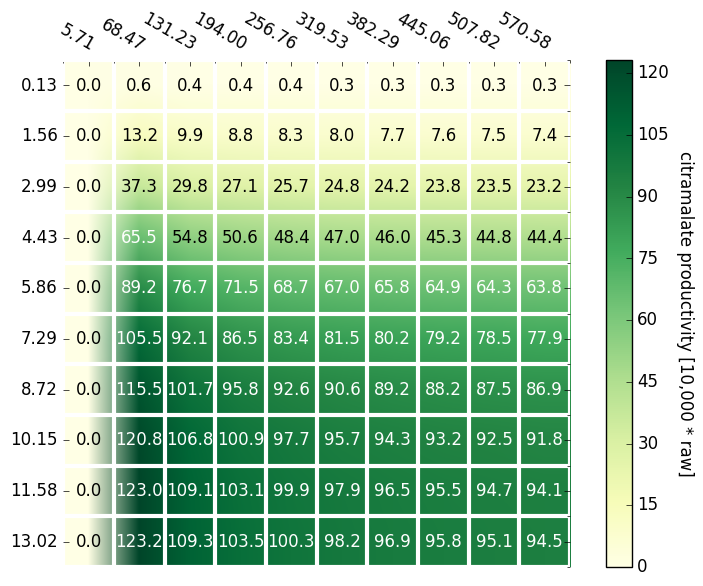 5.71 68.47 131.23 194.00 256.76 319.53 382.29 445.06 507.82 570.58
0.13 0.0 0.6 0.4 0.4 0.4 0.3 0.3 0.3 0.3 0.3
1.56 0.0 13.2 9.9 8.8 8.3 8.0 7.7 7.6 7.5 7.4
2.99 0.0 37.3 29.8 27.1 25.7 24.8 24.2 23.8 23.5 23.2
4.43 0.0 65.5 54.8 50.6 48.4 47.0 46.0 45.3 44.8 44.4
5.86 0.0 89.2 76.7 71.5 68.7 67.0 65.8 64.9 64.3 63.8
7.29 0.0 105.5 92.1 86.5 83.4 81.5 80.2 79.2 78.5 77.9
8.72 0.0 115.5 101.7 95.8 92.6 90.6 89.2 88.2 87.5 86.9
10.15 0.0 120.8 106.8 100.9 97.7 95.7 94.3 93.2 92.5 91.8
11.58 0.0 123.0 109.1 103.1 99.9 97.9 96.5 95.5 94.7 94.1
13.02 0.0 123.2 109.3 103.5 100.3 98.2 96.9 95.8 95.1 94.5
120
105
90
75
60
45
30
15
0
citramalate productivity [10,000 * raw]